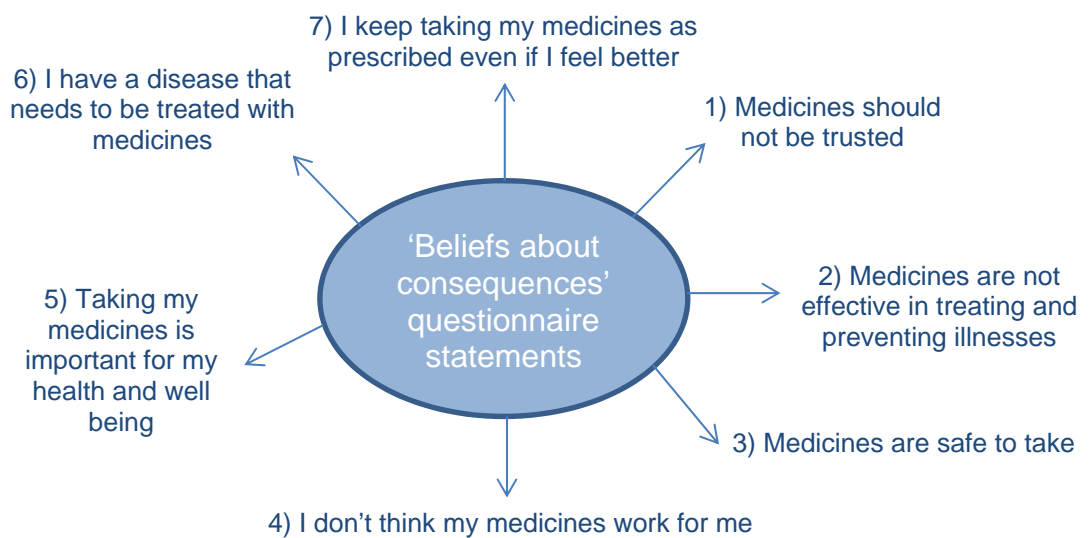 7) I keep taking my medicines as
prescribed even if I feel better
6) I have a disease that
needs to be treated with
medicines
1) Medicines should
not be trusted
‘Beliefs about
consequences’
questionnaire
statements
2) Medicines are not
effective in treating and
preventing illnesses
5) Taking my
medicines is
important for my
health and well
being
3) Medicines are safe to take
4) I don’t think my medicines work for me